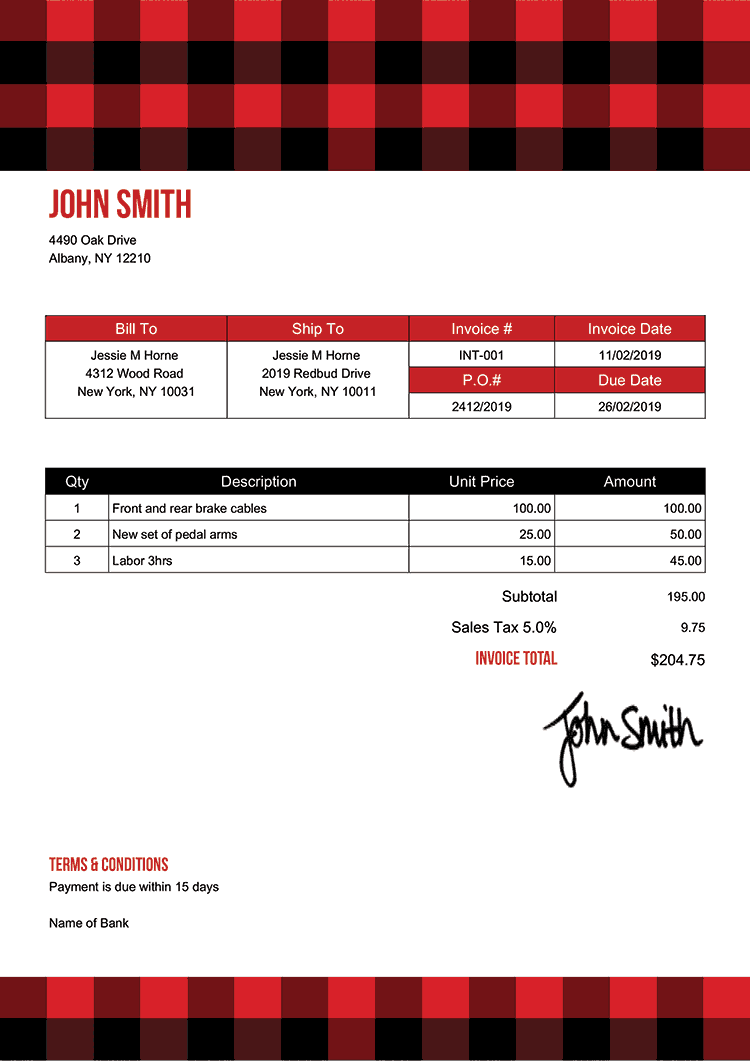 JOHN SMITH
4490 Oak Drive
Albany, NY 12210
Bill To Ship To Invoice # Invoice Date
Jessie M Horne Jessie M Horne INT-001 11/02/2019
4312 Wood Road 2019 Redbud Drive P.O.# Due Date
New York, NY 10031 New York, NY 10011 2412/2019 26/02/2019
Qty Description Unit Price Amount
1 Front and rear brake cables 100.00 100.00
2 New set of pedal arms 25.00 50.00
3 Labor 3hrs 15.00 45.00
Subtotal 195.00
Sales Tax 5.0% 9.75
INVOICE TOTAL $204.75
John Smith
TERMS & CONDITIONS
Payment is due within 15 days
Name of Bank